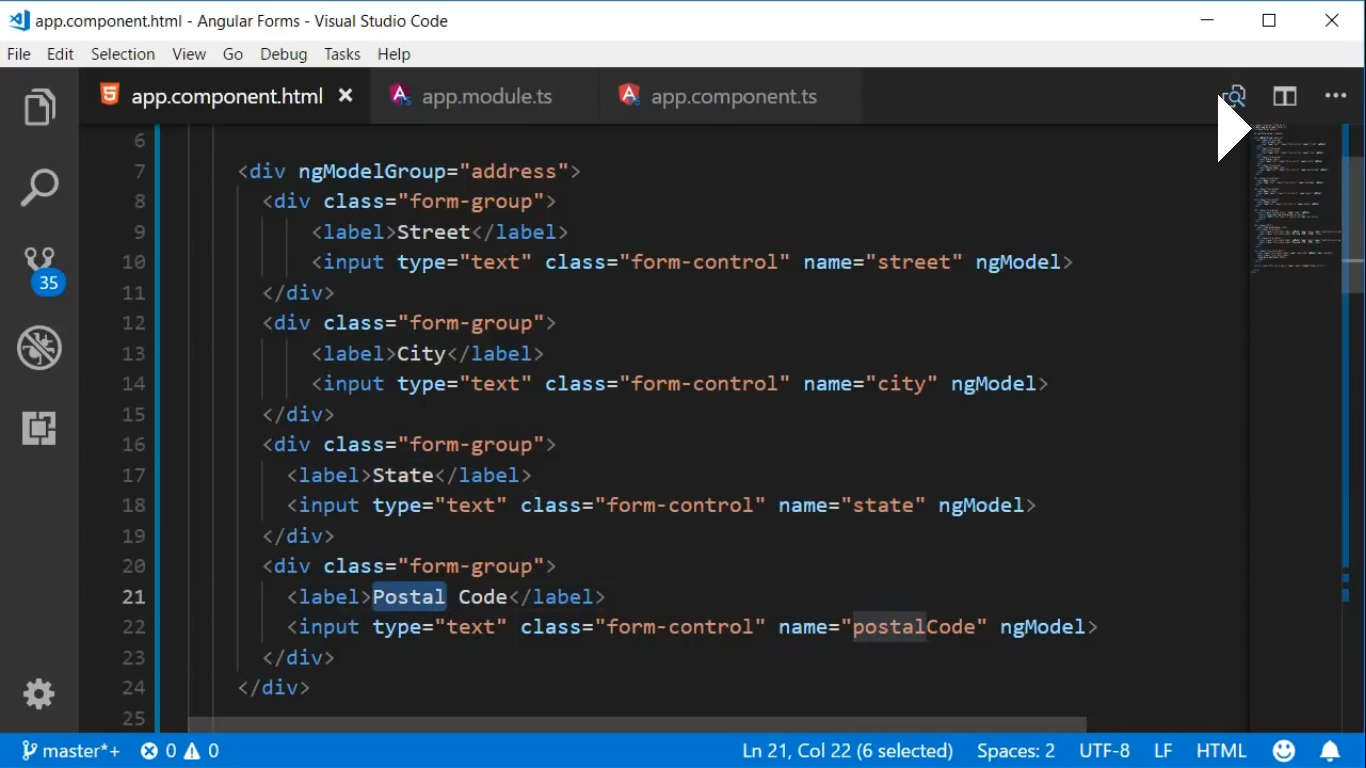 app.component.html - Angular Forms - Visual Studio Code
File Edit Selection View Go Debug Tasks Help
app.component.html app.module.ts app.component.ts
6
7 <div ngModelGroup="address">
8 <div class="form-group">
9 <label>Street</label>
10 <input type="text" class="form-control" name="street" ngModel>
11 </div>
12 <div class="form-group">
13 <label>City</label>
14 <input type="text" class="form-control" name="city" ngModel>
15 </div>
16 <div class="form-group">
17 <label>State</label>
18 <input type="text" class="form-control" name="state" ngModel>
19 </div>
20 <div class="form-group">
21 <label>Postal Code</label>
22 <input type="text" class="form-control" name="postalCode" ngModel>
23 </div>
24 </div>
25
35
master*+ 0 0 Ln 21, Col 22 (6 selected) Spaces: 2 UTF-8 LF HTML